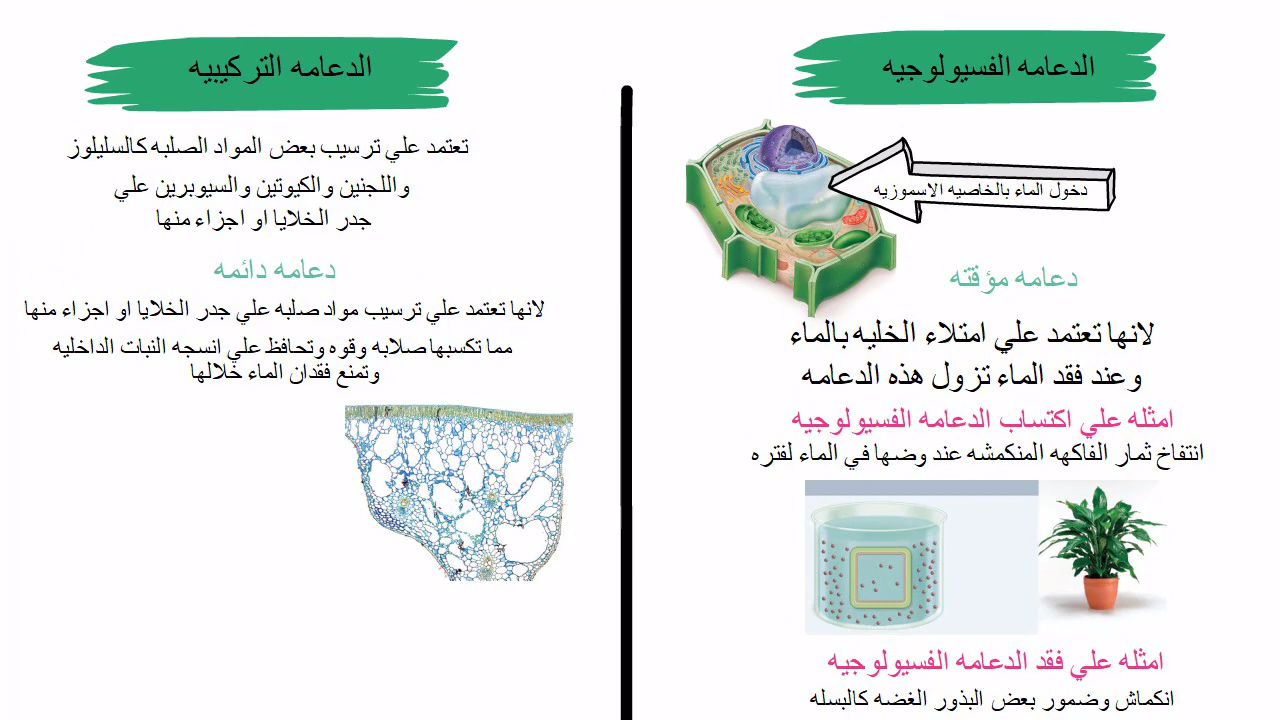 الدعامه الفسيولوجيه
دخول الماء بالخاصيه الاسموزيه
دعامه مؤقته
لانها تعتمد علي امتلاء الخليه بالماء
وعند فقد الماء تزول هذه الدعامه
امثله علي اكتساب الدعامه الفسيولوجيه
انتفاخ ثمار الفاكهه المنكمشه عند وضها في الماء لفتره
امثله علي فقد الدعامه الفسيولوجيه
انكماش وضمور بعض البذور الغضه كالبسله
الدعامه التركيبيه
تعتمد علي ترسيب بعض المواد الصلبه كالسليلوز
واللجنين والكيوتين والسيوبرين علي
جدر الخلايا او اجزاء منها
دعامه دائمه
لانها تعتمد علي ترسيب مواد صلبه علي جدر الخلايا او اجزاء منها
مما تكسبها صلابه وقوه وتحافظ علي انسجه النبات الداخليه
وتمنع فقدان الماء خلالها